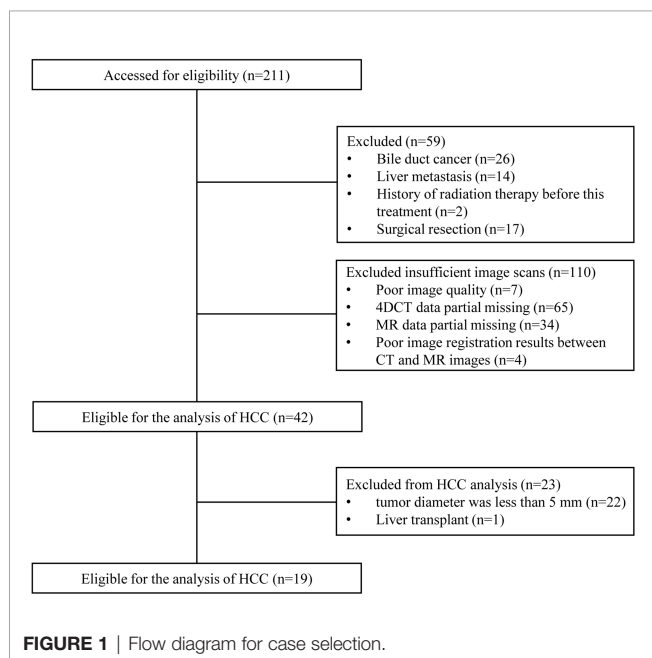 Accessed for eligibility (n=211)
Excluded (n=59)
• Bile duct cancer (n=26)
• Liver metastasis (n=14)
• History of radiation therapy before this
treatment (n=2)
• Surgical resection (n=17)
Excluded insufficient image scans (n=110)
• Poor image quality (n=7)
• 4DCT data partial missing (n=65)
• MR data partial missing (n=34)
• Poor image registration results between
CT and MR images (n=4)
Eligible for the analysis of HCC (n=42)
Excluded from HCC analysis (n=23)
• tumor diameter was less than 5 mm (n=22)
• Liver transplant (n=1)
Eligible for the analysis of HCC (n=19)
FIGURE 1 | Flow diagram for case selection.